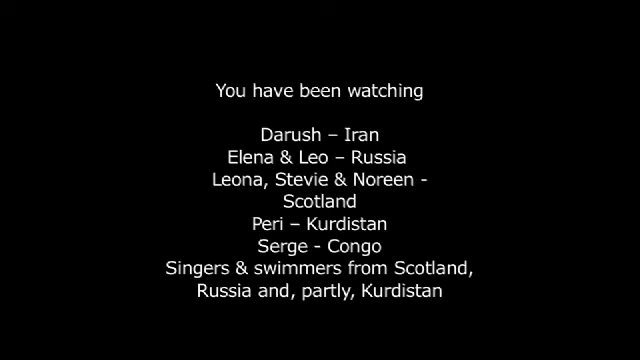 You have been watching
Darush – Iran
Elena & Leo – Russia
Leona, Stevie & Noreen -
Scotland
Peri – Kurdistan
Serge - Congo
Singers & swimmers from Scotland,
Russia and, partly, Kurdistan